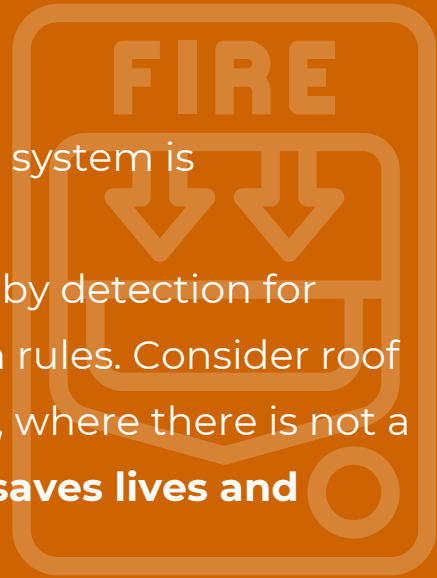 FIRE
system is
by detection for
rules. Consider roof
, where there is not a
saves lives and